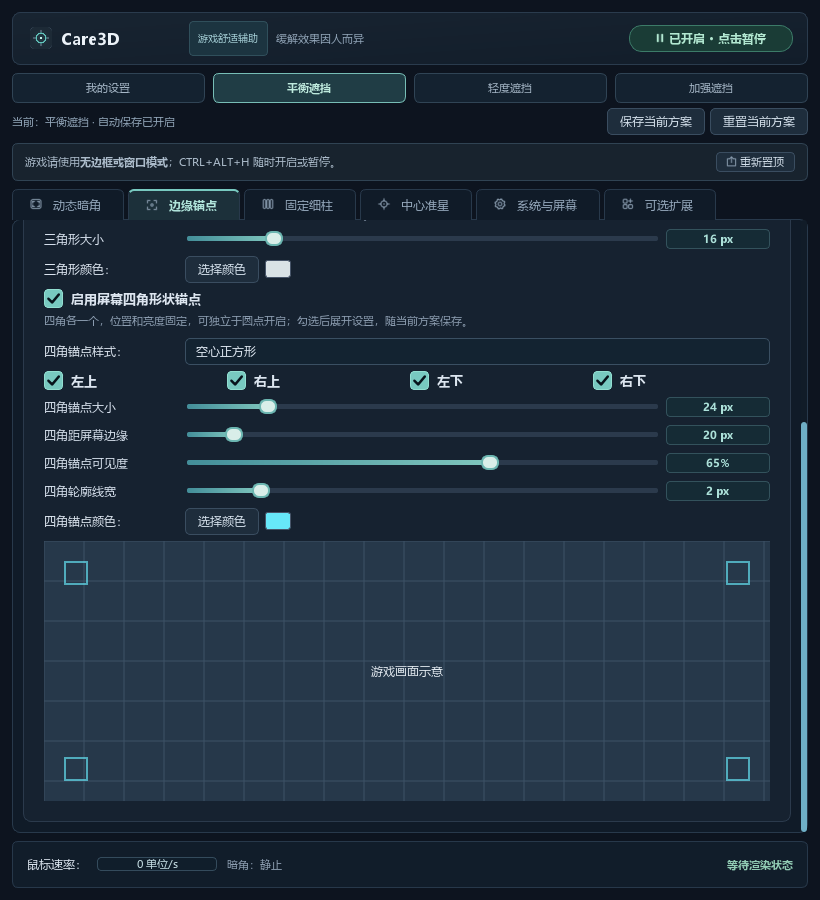 Care3D
游戏舒适辅助
缓解效果因人而异
已开启 · 点击暂停
我的设置
平衡遮挡
轻度遮挡
加强遮挡
当前：平衡遮挡 · 自动保存已开启
保存当前方案
重置当前方案
游戏请使用无边框或窗口模式；CTRL+ALT+H 随时开启或暂停。
重新置顶
动态暗角
边缘锚点
固定细柱
中心准星
系统与屏幕
可选扩展
三角形大小
16 px
三角形颜色：
选择颜色
启用屏幕四角形状锚点
四角各一个，位置和亮度固定，可独立于圆点开启；勾选后展开设置，随当前方案保存。
四角锚点样式：
空心正方形
左上
右上
左下
右下
四角锚点大小
24 px
四角距屏幕边缘
20 px
四角锚点可见度
65%
四角轮廓线宽
2 px
四角锚点颜色：
选择颜色
游戏画面示意
鼠标速率：
0 单位/s
暗角：静止
等待渲染状态